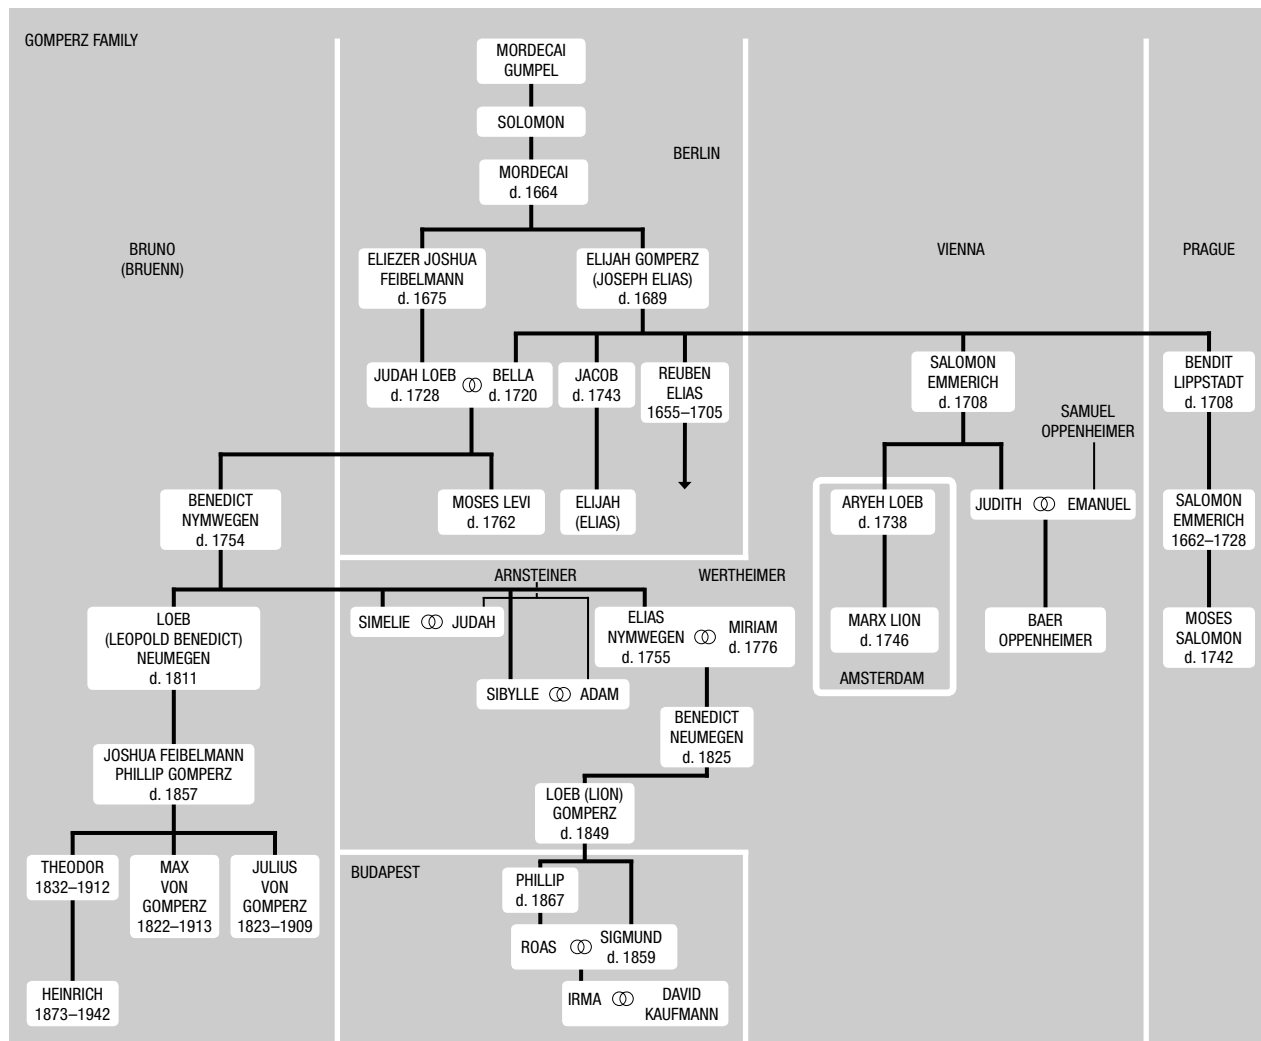 GOMPERZ FAMILY
MORDECAI
GUMPEL
SOLOMON
BERLIN
MORDECAI
d. 1664
BRUNO
(BRUENN)
ELIEZER JOSHUA
FEIBELMANN
d. 1675
ELIJAH GOMPERZ
(JOSEPH ELIAS)
d. 1689
VIENNA
PRAGUE
JUDAH LOEB
d. 1728
BELLA
d. 1720
JACOB
d. 1743
REUBEN
ELIAS
1655–1705
SALOMON
EMMERICH
d. 1708
BENDIT
LIPPSTADT
d. 1708
SAMUEL
OPPENHEIMER
BENEDICT
NYMWEGEN
d. 1754
MOSES LEVI
d. 1762
ELIJAH
(ELIAS)
ARYEH LOEB
d. 1738
JUDITH
EMANUEL
SALOMON
EMMERICH
1662–1728
ARNSTEINER
WERTHEIMER
LOEB
(LEOPOLD BENEDICT)
NEUMEGEN
d. 1811
SIMELIE
JUDAH
ELIAS
NYMWEGEN
d. 1755
MIRIAM
d. 1776
MARX LION
d. 1746
BAER
OPPENHEIMER
MOSES
SALOMON
d. 1742
AMSTERDAM
SIBYLLE
ADAM
BENEDICT
NEUMEGEN
d. 1825
JOSHUA FEIBELMANN
PHILLIP GOMPERZ
d. 1857
LOEB (LION)
GOMPERZ
d. 1849
THEODOR
1832–1912
MAX
VON
GOMPERZ
1822–1913
JULIUS
VON
GOMPERZ
1823–1909
BUDAPEST
PHILLIP
d. 1867
ROAS
SIGMUND
d. 1859
HEINRICH
1873–1942
IRMA
DAVID
KAUFMANN